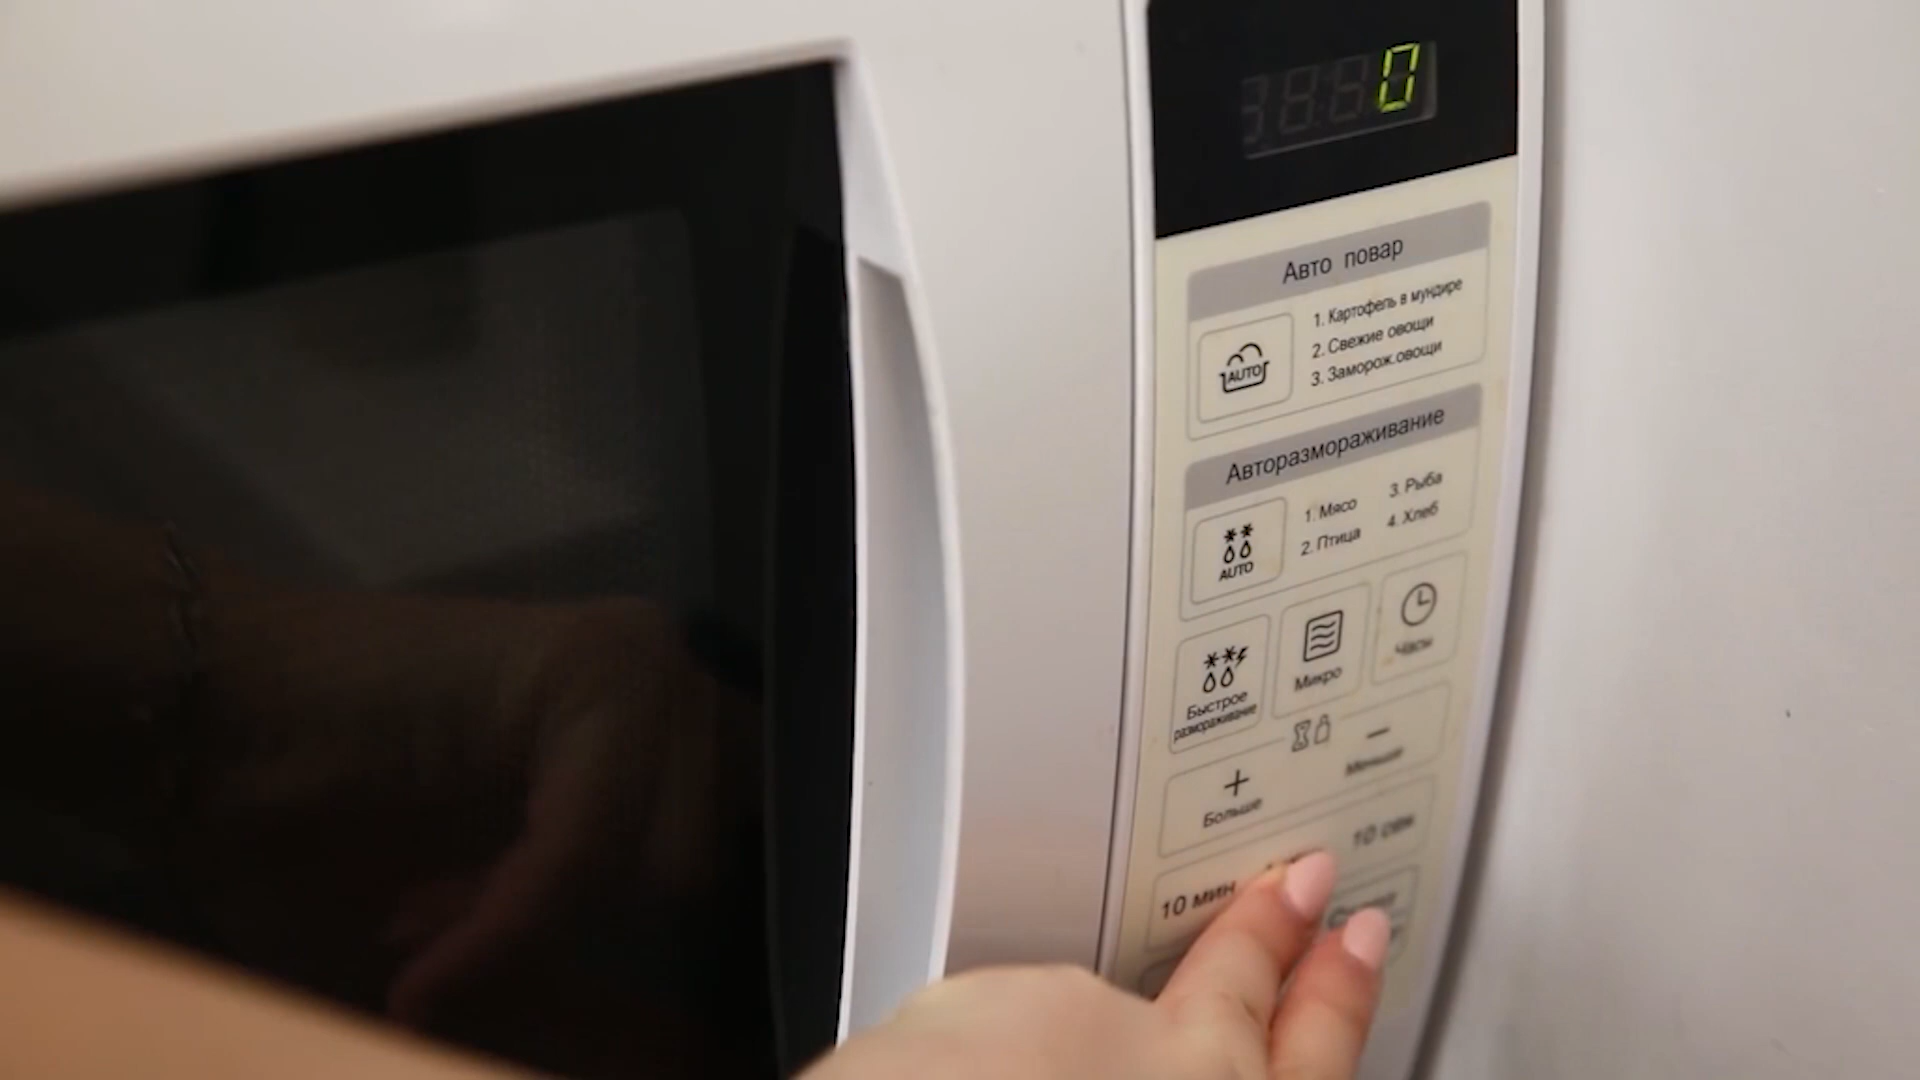 0
Авто повар
AUTO
1. Картофель в мундире
2. Свежие овощи
3. Заморож.овощи
Авторазмораживание
AUTO
1. Мясо
2. Птица
3. Рыба
4. Хлеб
Быстрое
размораживание
Микро
Часы
+
Больше
−
Меньше
10 мин
10 сек